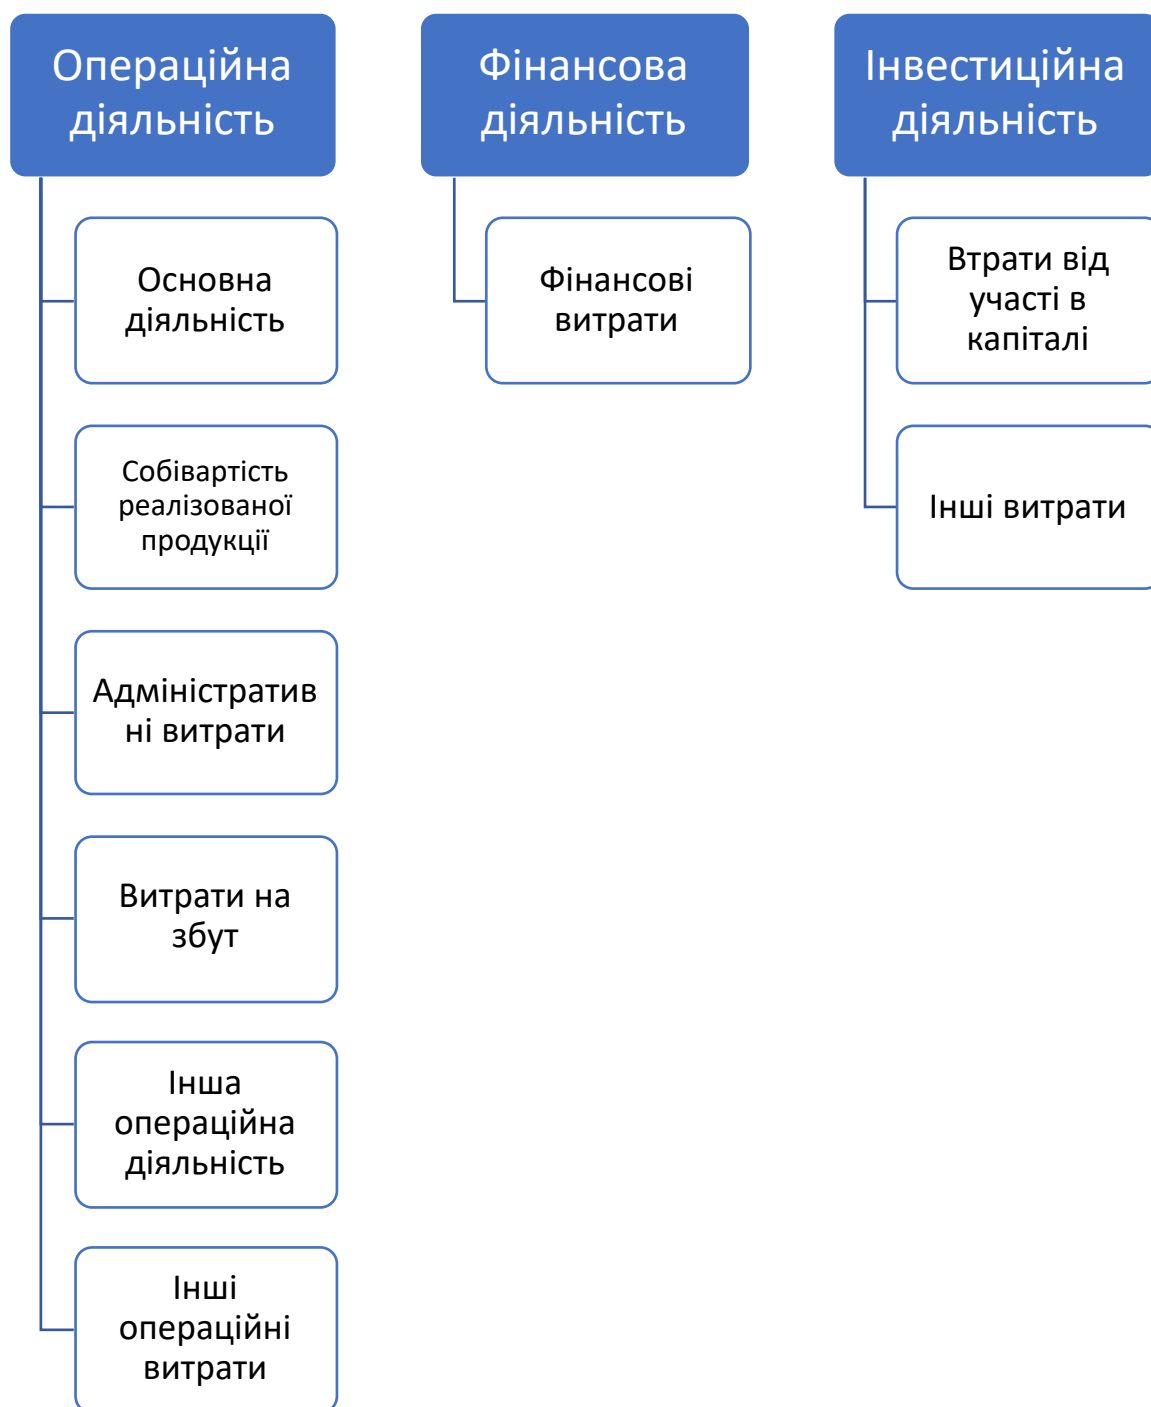 Операційна
діяльність
Основна
діяльність
Собівартість
реалізованої
продукції
Адміністратив
ні витрати
Витрати на
збут
Інша
операційна
діяльність
Інші
операційні
витрати
Фінансова
діяльність
Фінансові
витрати
Інвестиційна
діяльність
Втрати від
участі в
капіталі
Інші витрати